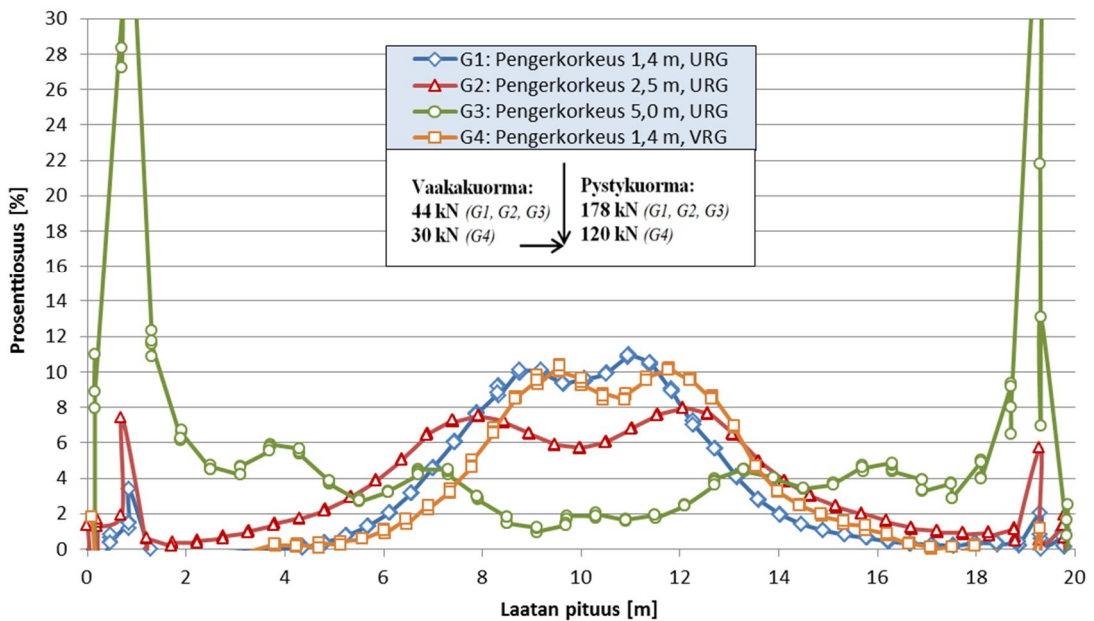 30
28
26
24
22
20
18
16
14
12
10
8
6
4
2
0
Prosenttiosuus [%]
G1: Pengerkorkeus 1,4 m, URG
G2: Pengerkorkeus 2,5 m, URG
G3: Pengerkorkeus 5,0 m, URG
G4: Pengerkorkeus 1,4 m, VRG
Vaakakuorma:
44 kN (G1, G2, G3)
30 kN (G4)
Pystykuorma:
178 kN (G1, G2, G3)
120 kN (G4)
0 2 4 6 8 10 12 14 16 18 20
Laatan pituus [m]